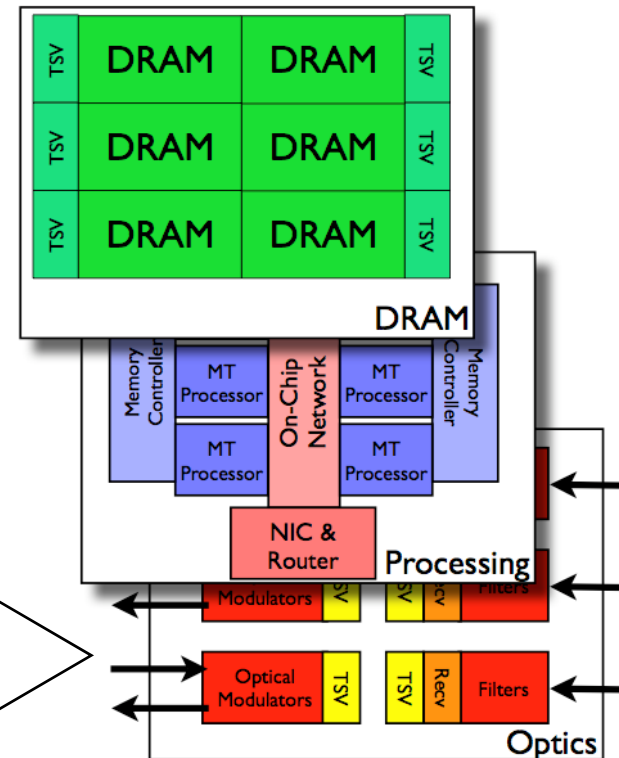 TSV DRAM DRAM TSV
TSV DRAM DRAM TSV
TSV DRAM DRAM TSV
DRAM
Memory
Controller
MT
Processor
On-Chip
Network
MT
Processor
Memory
Controller
MT
Processor
MT
Processor
NIC &
Router
Processing
Modulators
Filters
Optical
Modulators
TSV
TSV
Recv
Filters
Optics